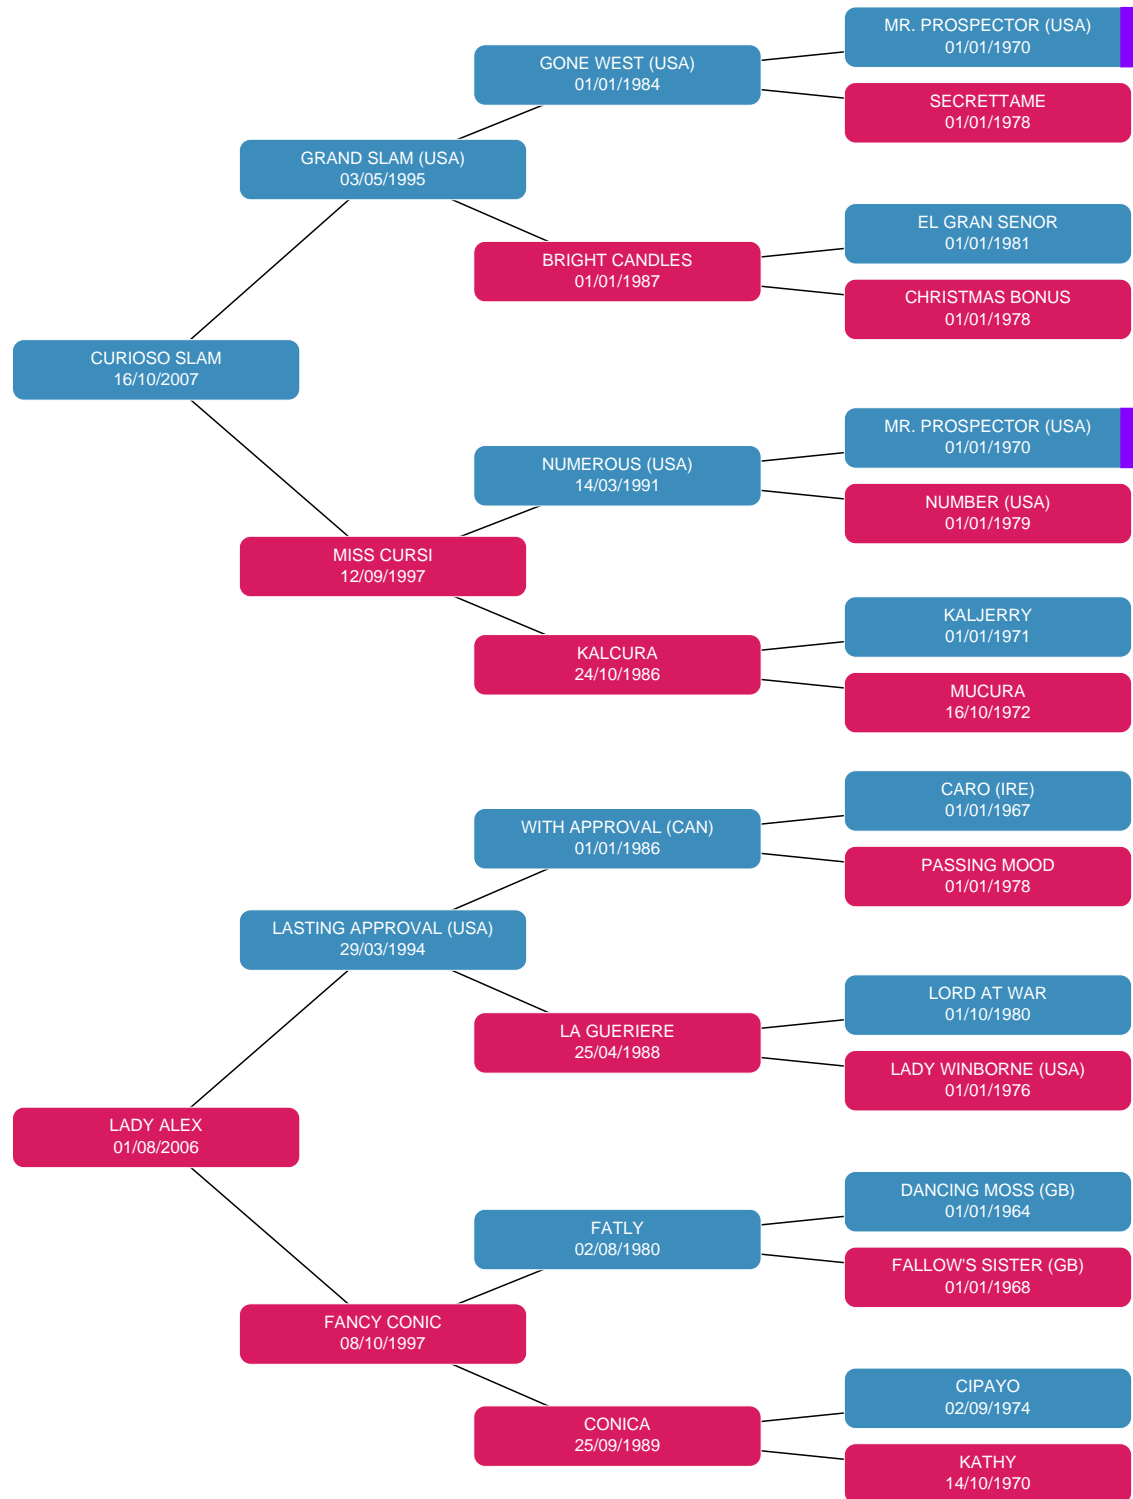 MR. PROSPECTOR (USA)
01/01/1970
GONE WEST (USA)
01/01/1984
SECRETTAME
01/01/1978
GRAND SLAM (USA)
03/05/1995
EL GRAN SENOR
01/01/1981
BRIGHT CANDLES
01/01/1987
CHRISTMAS BONUS
01/01/1978
CURIOSO SLAM
16/10/2007
MR. PROSPECTOR (USA)
01/01/1970
NUMEROUS (USA)
14/03/1991
NUMBER (USA)
01/01/1979
MISS CURSI
12/09/1997
KALJERRY
01/01/1971
KALCURA
24/10/1986
MUCURA
16/10/1972
CARO (IRE)
01/01/1967
WITH APPROVAL (CAN)
01/01/1986
PASSING MOOD
01/01/1978
LASTING APPROVAL (USA)
29/03/1994
LORD AT WAR
01/10/1980
LA GUERIERE
25/04/1988
LADY WINBORNE (USA)
01/01/1976
LADY ALEX
01/08/2006
DANCING MOSS (GB)
01/01/1964
FATLY
02/08/1980
FALLOW'S SISTER (GB)
01/01/1968
FANCY CONIC
08/10/1997
CIPAYO
02/09/1974
CONICA
25/09/1989
KATHY
14/10/1970